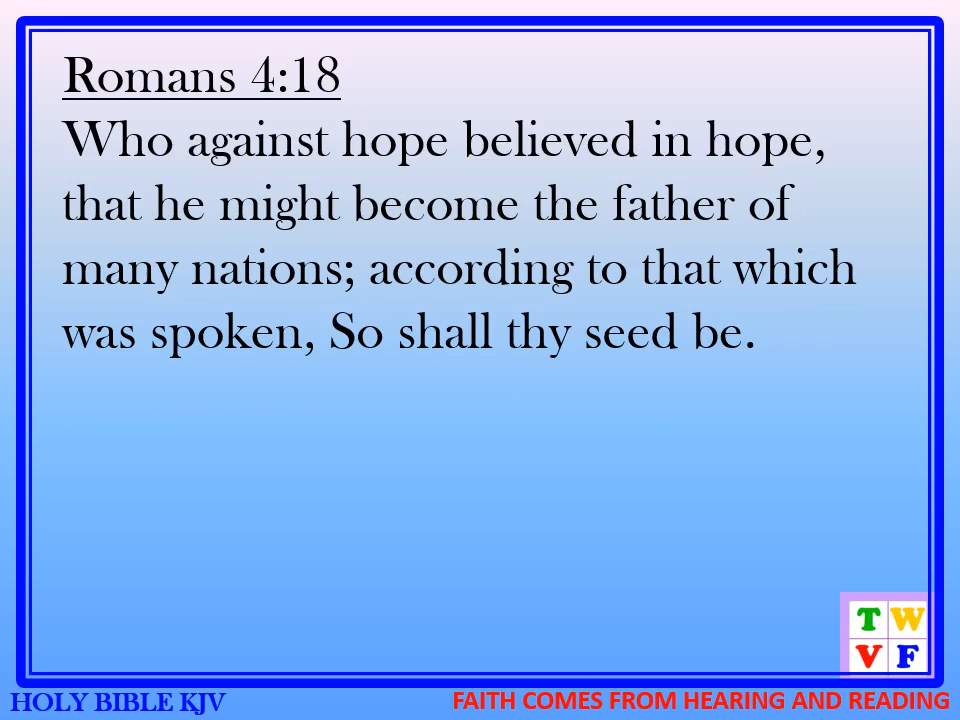 Romans 4:18
Who against hope believed in hope,
that he might become the father of
many nations; according to that which
was spoken, So shall thy seed be.
T W
V F
HOLY BIBLE KJV
FAITH COMES FROM HEARING AND READING